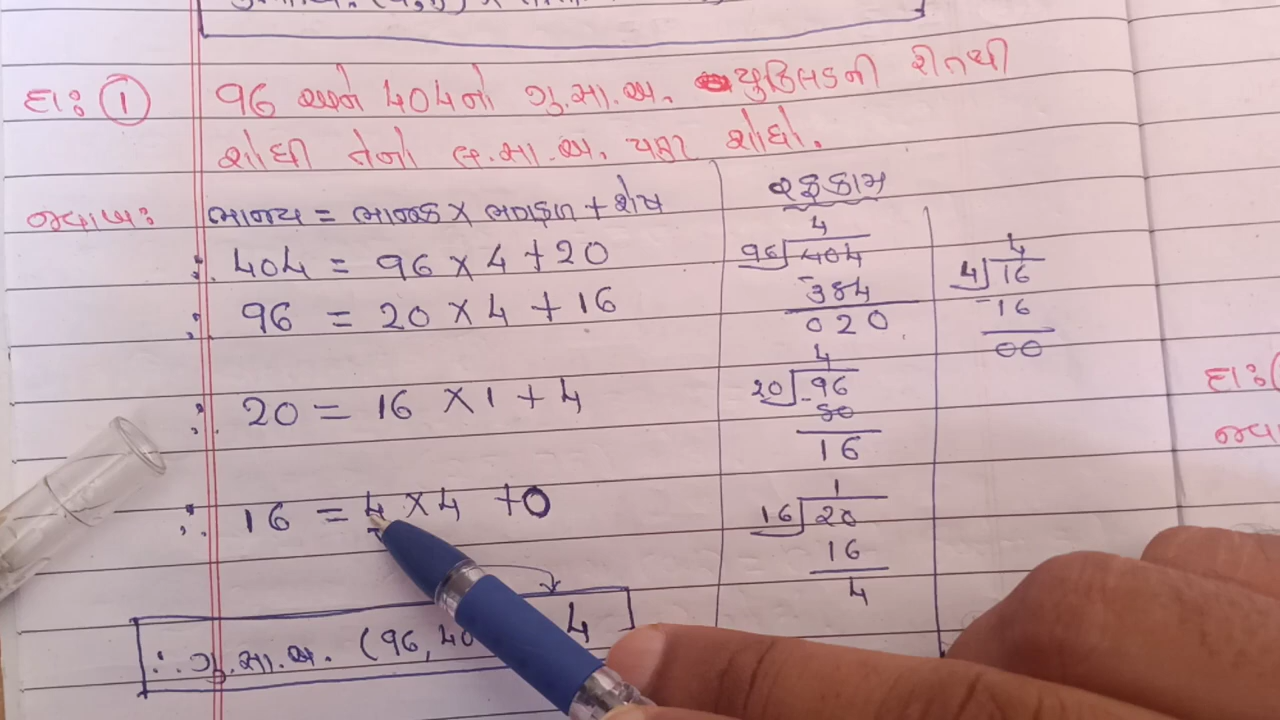 દા: ① 96 અને 404નો ગુ.સા.અ. યુક્લિડની રીતથી
શોધી તેનો લ.સા.અ. પણ શોધો.
જવાબ: ભાજ્ય = ભાજક × ભાગફળ + શેષ
∴ 404 = 96 × 4 + 20
∴ 96 = 20 × 4 + 16
∴ 20 = 16 × 1 + 4
∴ 16 = 4 × 4 + 0
∴ ગુ.સા.અ. (96, 40 4
રફકામ
4
96 404
-384
020
4
20 96
-80
16
1
16 20
16
4
4
4 16
-16
00
દા:
જવા